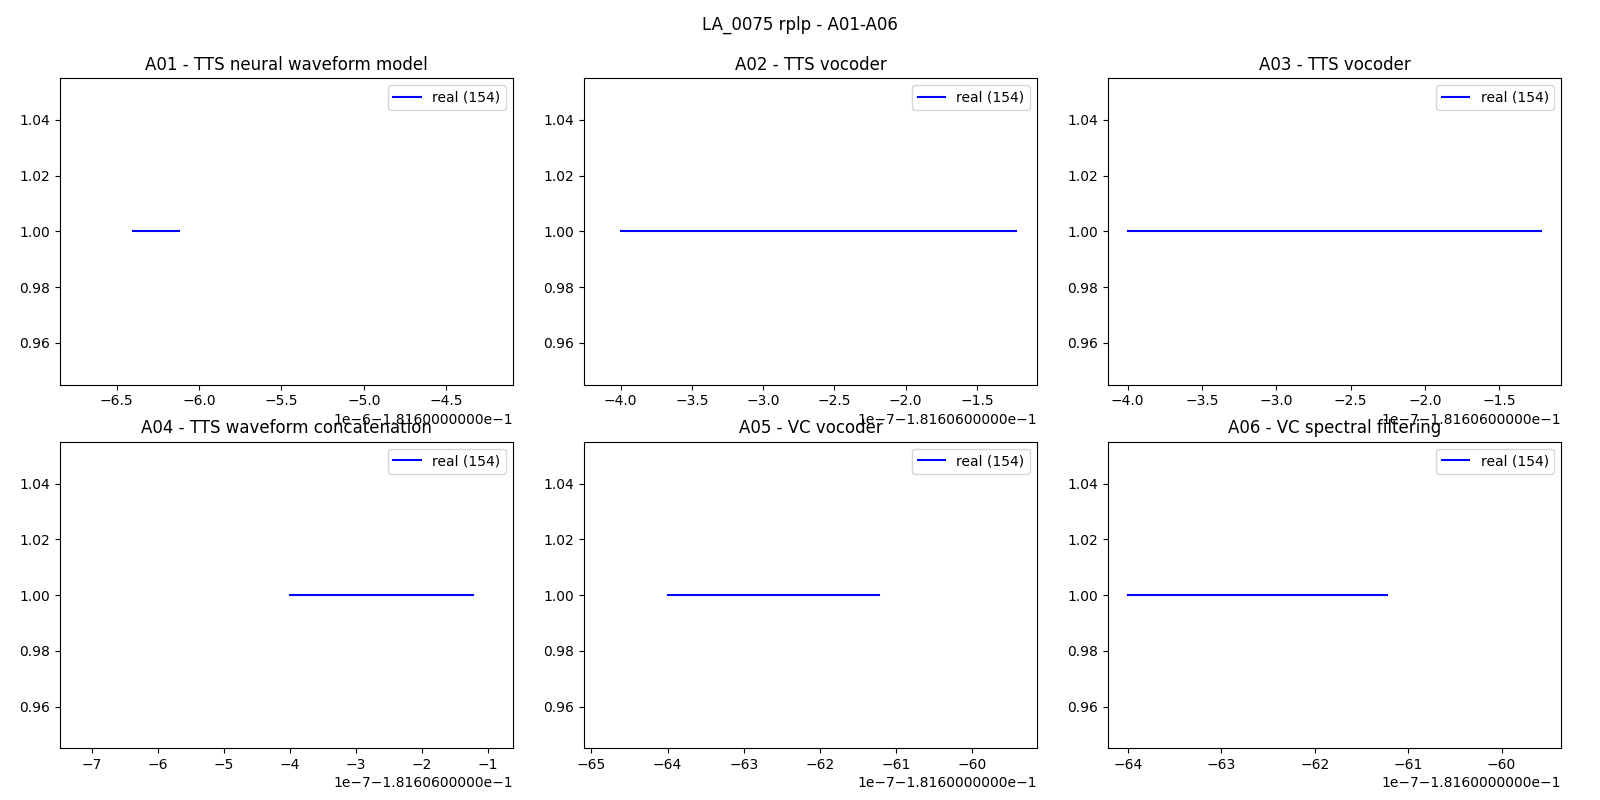 LA_0075 rplp - A01-A06
A01 - TTS neural waveform model
A02 - TTS vocoder
A03 - TTS vocoder
real (154)
real (154)
real (154)
1.04
1.02
1.00
0.98
0.96
1.04
1.02
1.00
0.98
0.96
1.04
1.02
1.00
0.98
0.96
−6.5 −6.0 −5.5 −5.0 −4.5
−4.0 −3.5 −3.0 −2.5 −2.0 −1.5
−4.0 −3.5 −3.0 −2.5 −2.0 −1.5
1e−6−1.8160000000e−1
1e−7−1.8160600000e−1
1e−7−1.8160600000e−1
A04 - TTS waveform concatenation
A05 - VC vocoder
A06 - VC spectral filtering
real (154)
real (154)
real (154)
1.04
1.02
1.00
0.98
0.96
1.04
1.02
1.00
0.98
0.96
1.04
1.02
1.00
0.98
0.96
−7 −6 −5 −4 −3 −2 −1
−65 −64 −63 −62 −61 −60
−64 −63 −62 −61 −60
1e−7−1.8160600000e−1
1e−7−1.8160000000e−1
1e−7−1.8160000000e−1